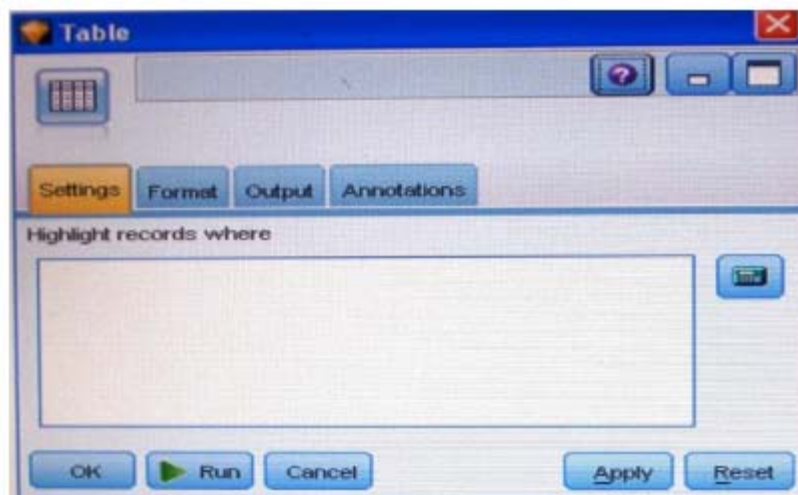 Table
?
Settings Format Output Annotations
Highlight records where
OK Run Cancel Apply Reset